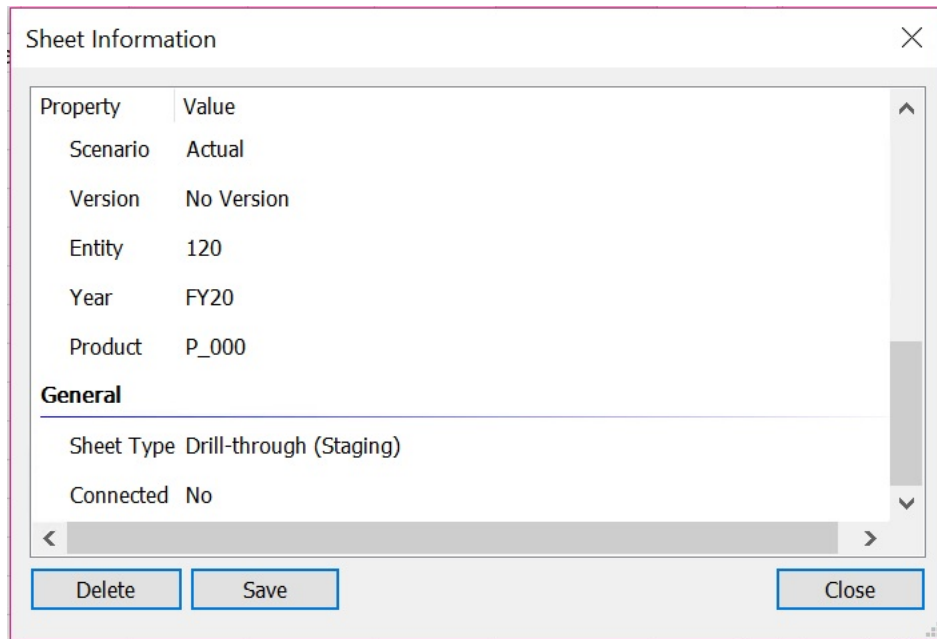 Sheet Information
Property Value
Scenario Actual
Version No Version
Entity 120
Year FY20
Product P_000
General
Sheet Type Drill-through (Staging)
Connected No
Delete Save Close